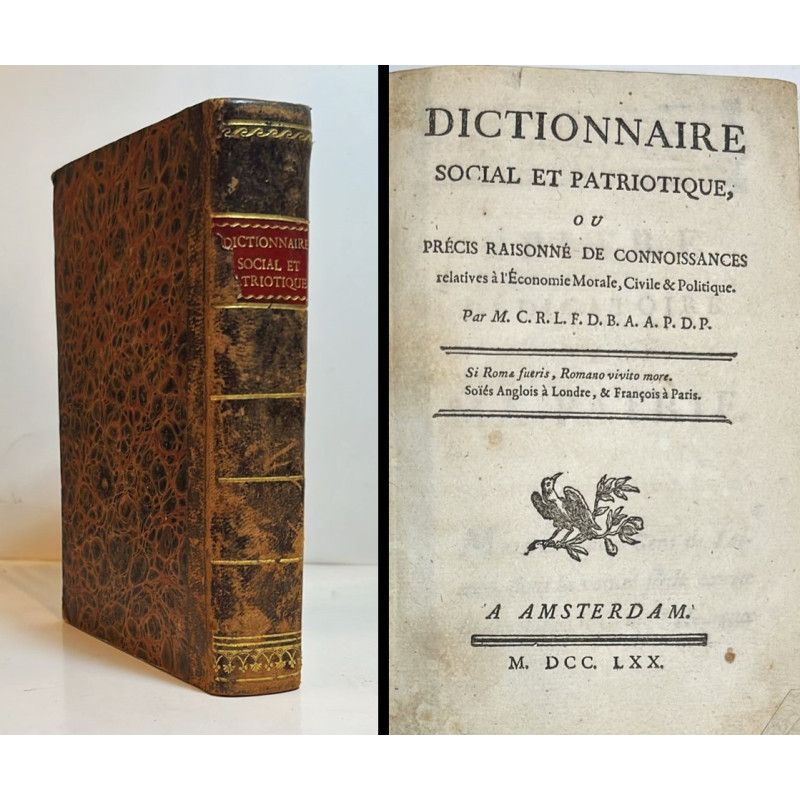 DICTIONNAIRE
SOCIAL ET
PATRIOTIQUE
DICTIONNAIRE
SOCIAL ET PATRIOTIQUE,
OU
PRÉCIS RAISONNÉ DE CONNOISSANCES
relatives à l'Économie Morale, Civile & Politique.
Par M. C. R. L. F. D. B. A. A. P. D. P.
Si Romæ fueris, Romano vivito more.
Soïés Anglois à Londre, & François à Paris.
A AMSTERDAM.
M. DCC. LXX.